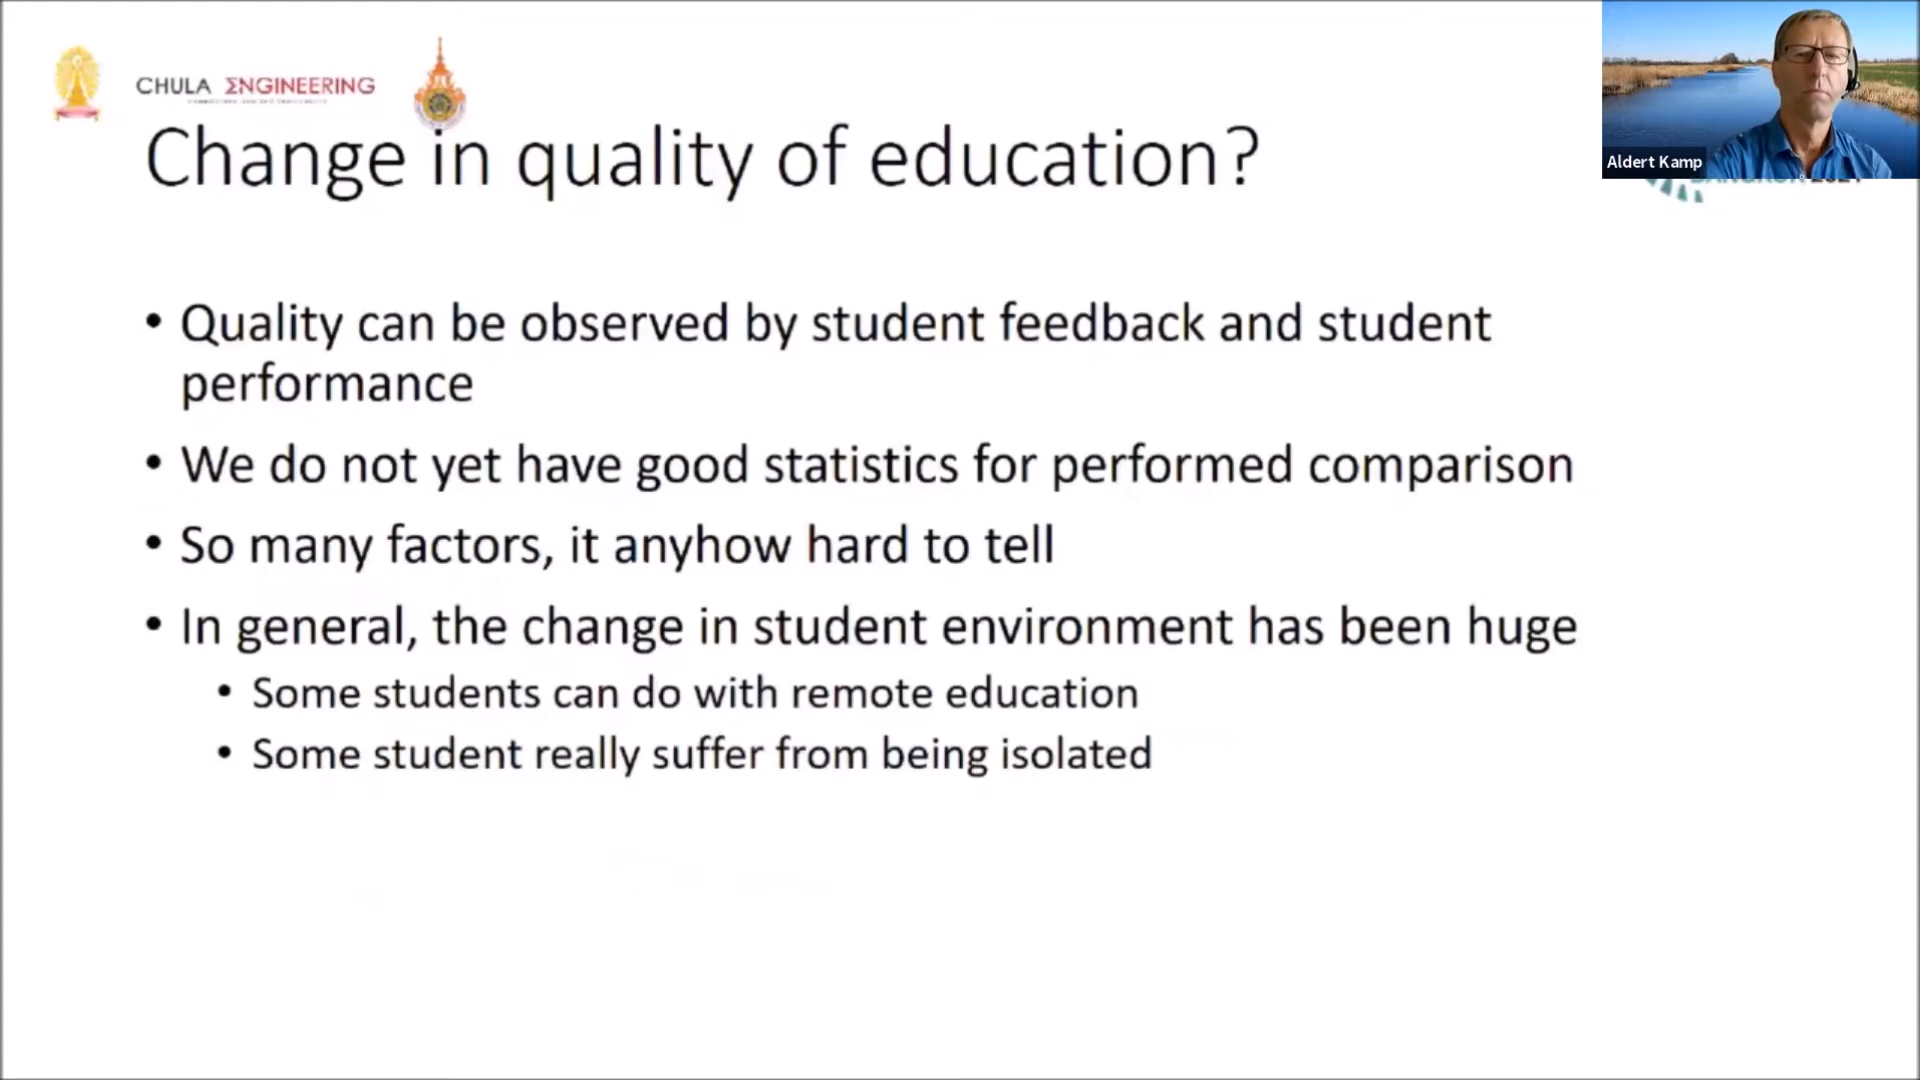 CHULA ΣNGINEERING
Change in quality of education?
Aldert Kamp
• Quality can be observed by student feedback and student
performance
• We do not yet have good statistics for performed comparison
• So many factors, it anyhow hard to tell
• In general, the change in student environment has been huge
• Some students can do with remote education
• Some student really suffer from being isolated